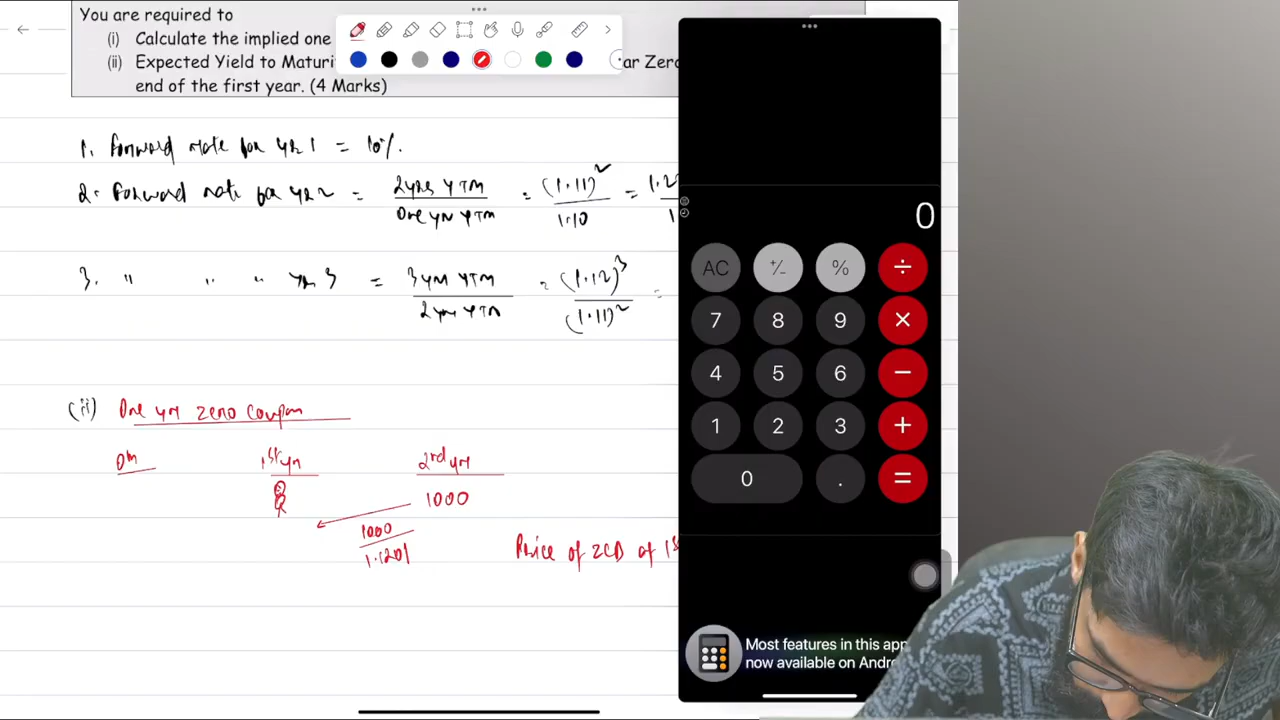 You are required to
(i) Calculate the implied one
(ii) Expected Yield to Maturi ar Zero
end of the first year. (4 Marks)
1. Forward rate for yr 1 = 10%.
2. Forward rate for yr 2 = 2yrs YTM / One yr YTM = (1.11)² / 1.10 = 1.2
3. " " " yr 3 = 3yrs YTM / 2yrs YTM = (1.12)³ / (1.11)² =
(ii) One yr zero coupon
0m 1st yr 2rd yr
1000
1000 / 1.1201
Price of ZCB at 1s
0
AC +/- % ÷
7 8 9 ×
4 5 6 −
1 2 3 +
0 . =
Most features in this app
now available on Andro